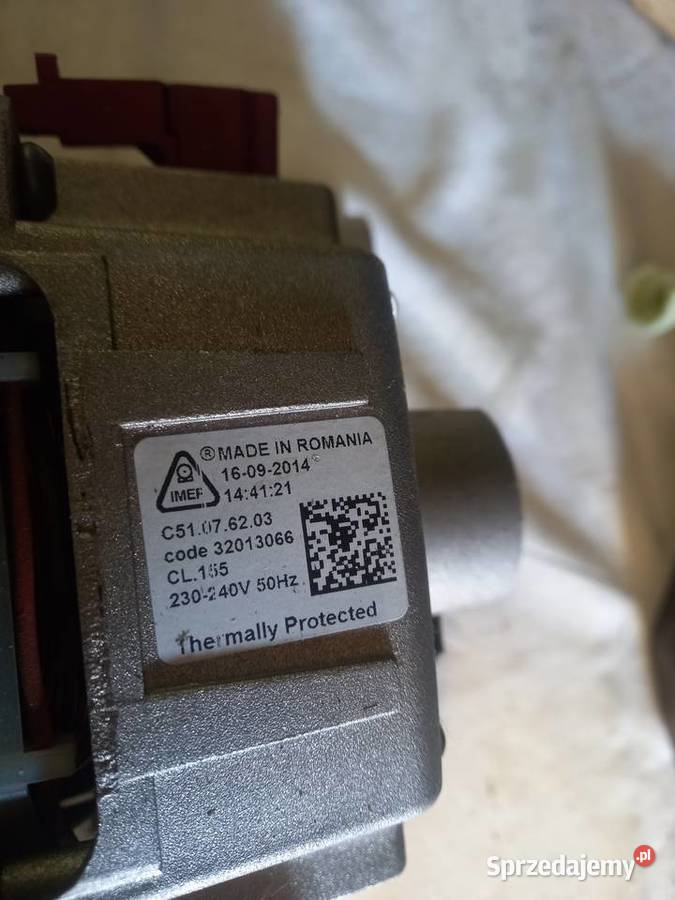 ® MADE IN ROMANIA
16-09-2014
14:41:21
IMEF
C51.07.62.03
code 32013066
CL.155
230-240V 50Hz
Thermally Protected
Sprzedajemy.pl